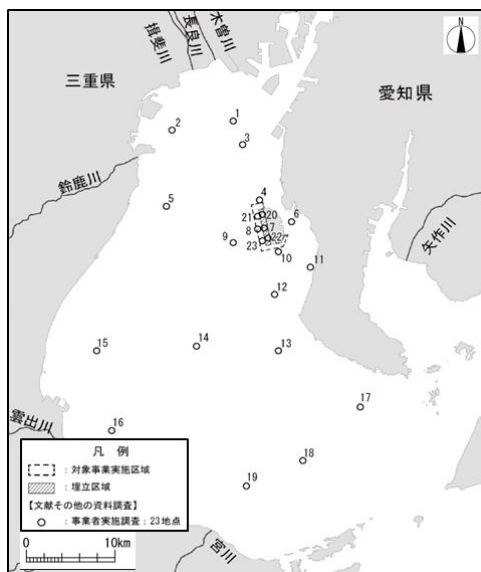 N
木曽川
長良川
揖斐川
三重県
愛知県
1
2
3
鈴鹿川
4
5
21
20
6
8
7
矢作川
9
22
23
10
11
12
14
13
15
17
雲出川
16
18
19
宮川
凡 例
:対象事業実施区域
:埋立区域
【文献その他の資料調査】
:事業者実施調査:23地点
0 10km